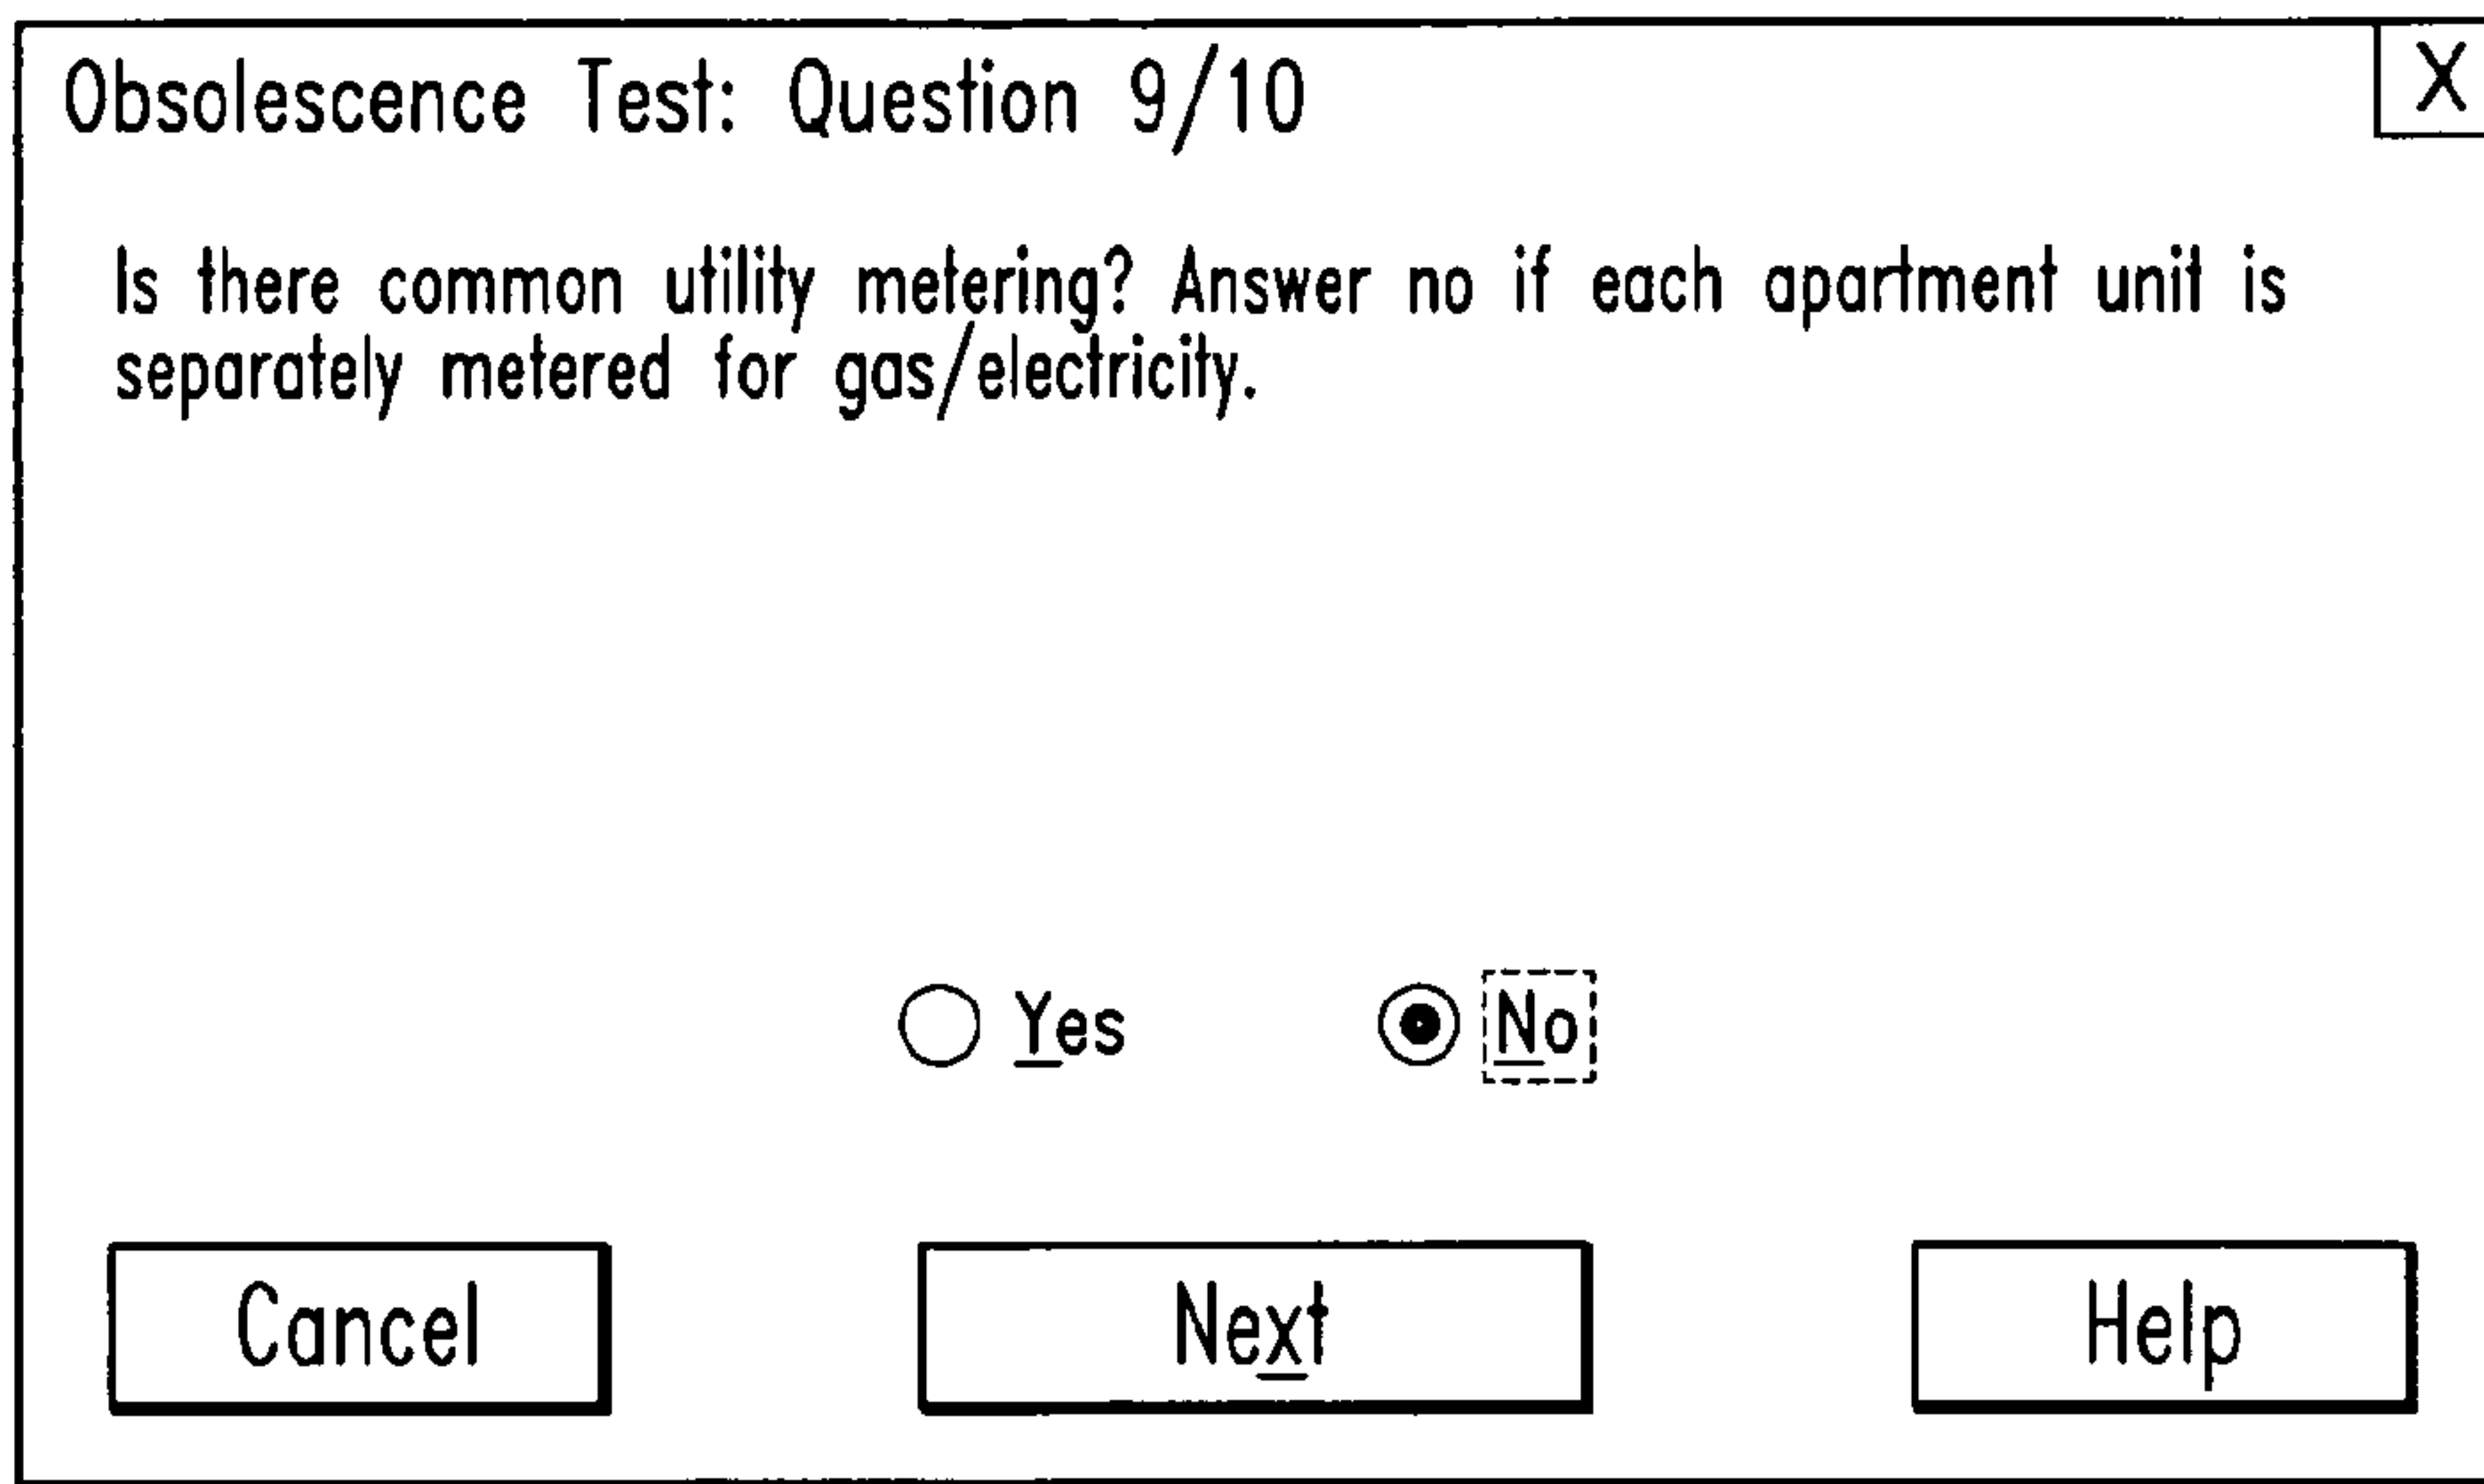 Obsolescence Test: Question 9/10 X
Is there common utility metering? Answer no if each apartment unit is
separately metered for gas/electricity.
Yes No
Cancel Next Help